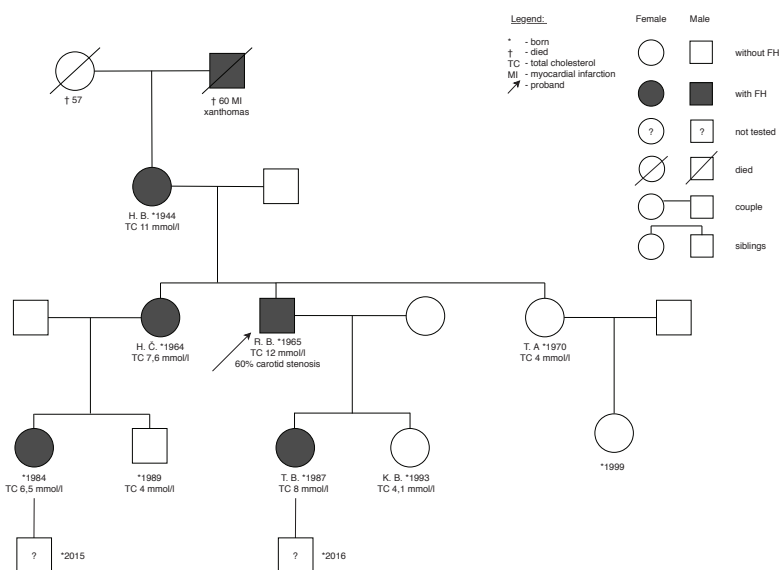 Legend:
* - born
† - died
TC - total cholesterol
MI - myocardial infarction
- proband
Female Male
without FH
with FH
? ? not tested
died
couple
siblings
† 57
† 60 MI
xanthomas
H. B. *1944
TC 11 mmol/l
H. Č. *1964
TC 7,6 mmol/l
R. B. *1965
TC 12 mmol/l
60% carotid stenosis
T. A *1970
TC 4 mmol/l
*1984
TC 6,5 mmol/l
*1989
TC 4 mmol/l
T. B. *1987
TC 8 mmol/l
K. B. *1993
TC 4,1 mmol/l
*1999
? *2015
? *2016